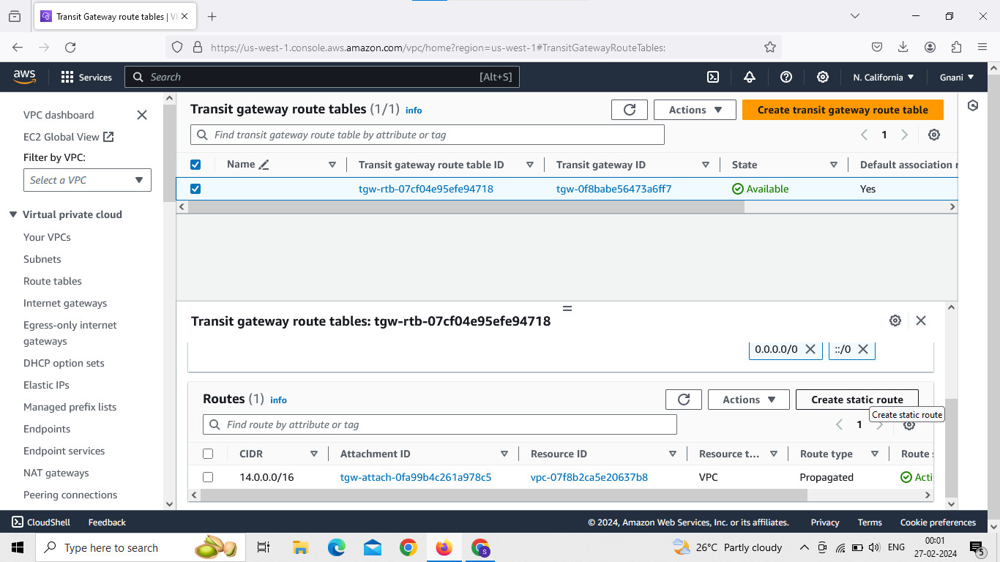 Transit Gateway route tables | VP
https://us-west-1.console.aws.amazon.com/vpc/home?region=us-west-1#TransitGatewayRouteTables:
aws
Services
Search
[Alt+S]
N. California
Gnani
VPC dashboard
EC2 Global View
Filter by VPC:
Select a VPC
Virtual private cloud
Your VPCs
Subnets
Route tables
Internet gateways
Egress-only internet
gateways
DHCP option sets
Elastic IPs
Managed prefix lists
Endpoints
Endpoint services
NAT gateways
Peering connections
Transit gateway route tables (1/1) info
Actions
Create transit gateway route table
Find transit gateway route table by attribute or tag
1
Name Transit gateway route table ID Transit gateway ID State Default association r
tgw-rtb-07cf04e95efe94718 tgw-0f8babe56473a6ff7 Available Yes
Transit gateway route tables: tgw-rtb-07cf04e95efe94718
0.0.0.0/0 ::/0
Routes (1) info
Actions
Create static route
Create static route
Find route by attribute or tag
1
CIDR Attachment ID Resource ID Resource t... Route type Route s
14.0.0.0/16 tgw-attach-0fa99b4c261a978c5 vpc-07f8b2ca5e20637b8 VPC Propagated Acti
CloudShell Feedback © 2024, Amazon Web Services, Inc. or its affiliates. Privacy Terms Cookie preferences
Type here to search
26°C Partly cloudy
ENG
00:01
27-02-2024
5
S